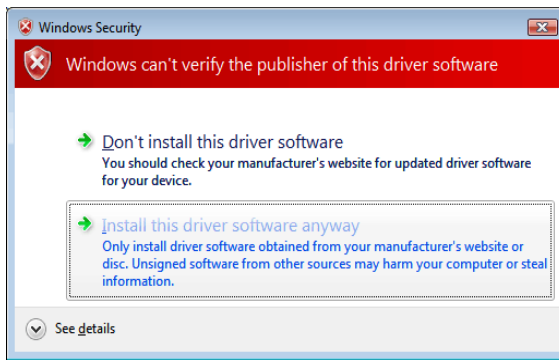 Windows Security
Windows can't verify the publisher of this driver software
Don't install this driver software
You should check your manufacturer's website for updated driver software
for your device.
Install this driver software anyway
Only install driver software obtained from your manufacturer's website or
disc. Unsigned software from other sources may harm your computer or steal
information.
See details